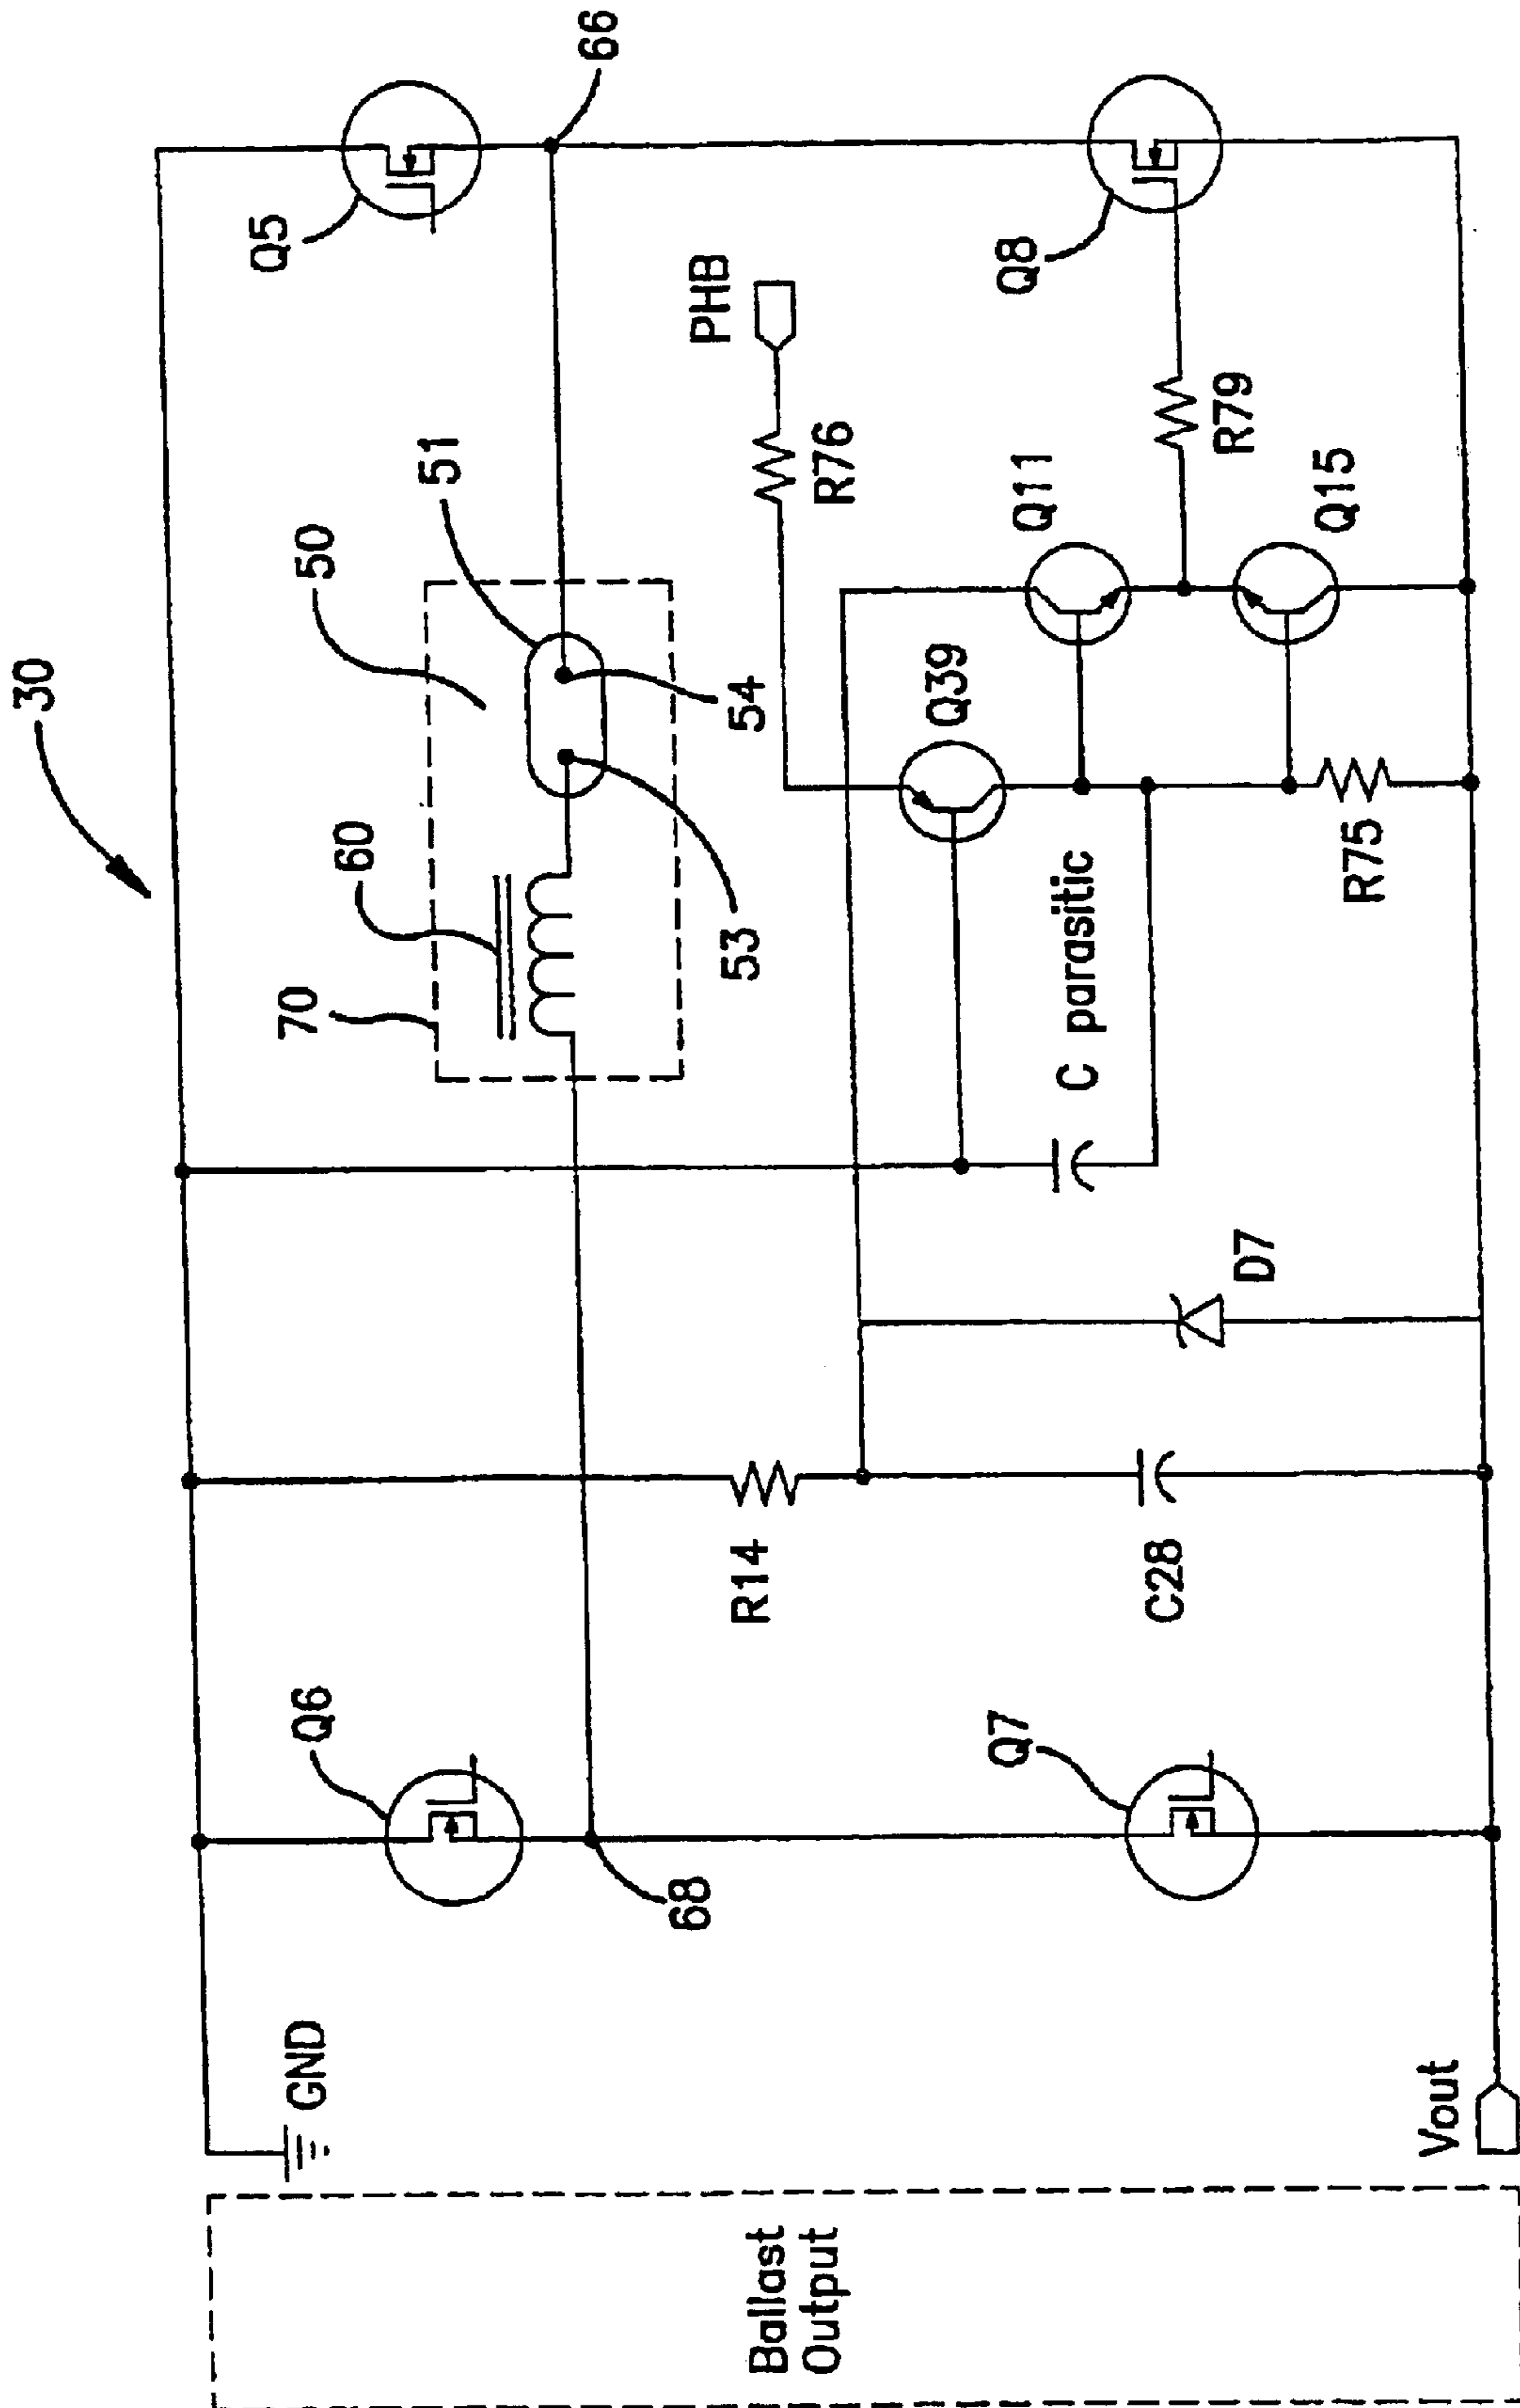 30
Q5
66
50
51
60
70
54
53
PHB
R76
Q8
R79
Q11
Q15
Q39
R75
C parasitic
D7
R14
C28
Q6
Q7
68
GND
Vout
Ballast
Output